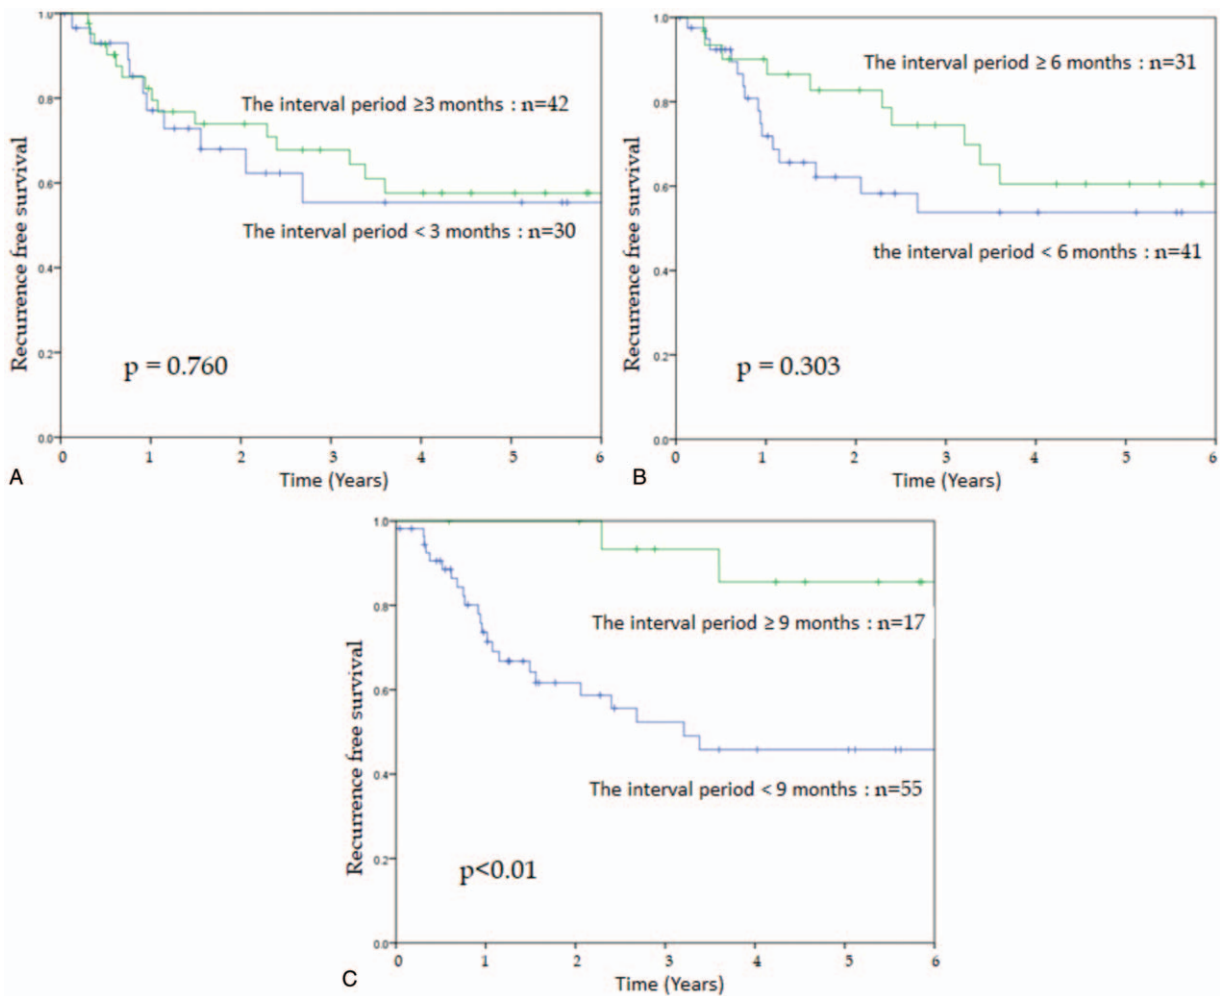 1.0
0.8
0.6
0.4
0.2
0.0
Recurrence free survival
The interval period ≥3 months : n=42
The interval period < 3 months : n=30
p = 0.760
0 1 2 3 4 5 6
Time (Years)
A
1.0
0.8
0.6
0.4
0.2
0.0
Recurrence free survival
The interval period ≥ 6 months : n=31
the interval period < 6 months : n=41
p = 0.303
0 1 2 3 4 5 6
Time (Years)
B
1.0
0.8
0.6
0.4
0.2
0.0
Recurrence free survival
The interval period ≥ 9 months : n=17
The interval period < 9 months : n=55
p<0.01
0 1 2 3 4 5 6
Time (Years)
C